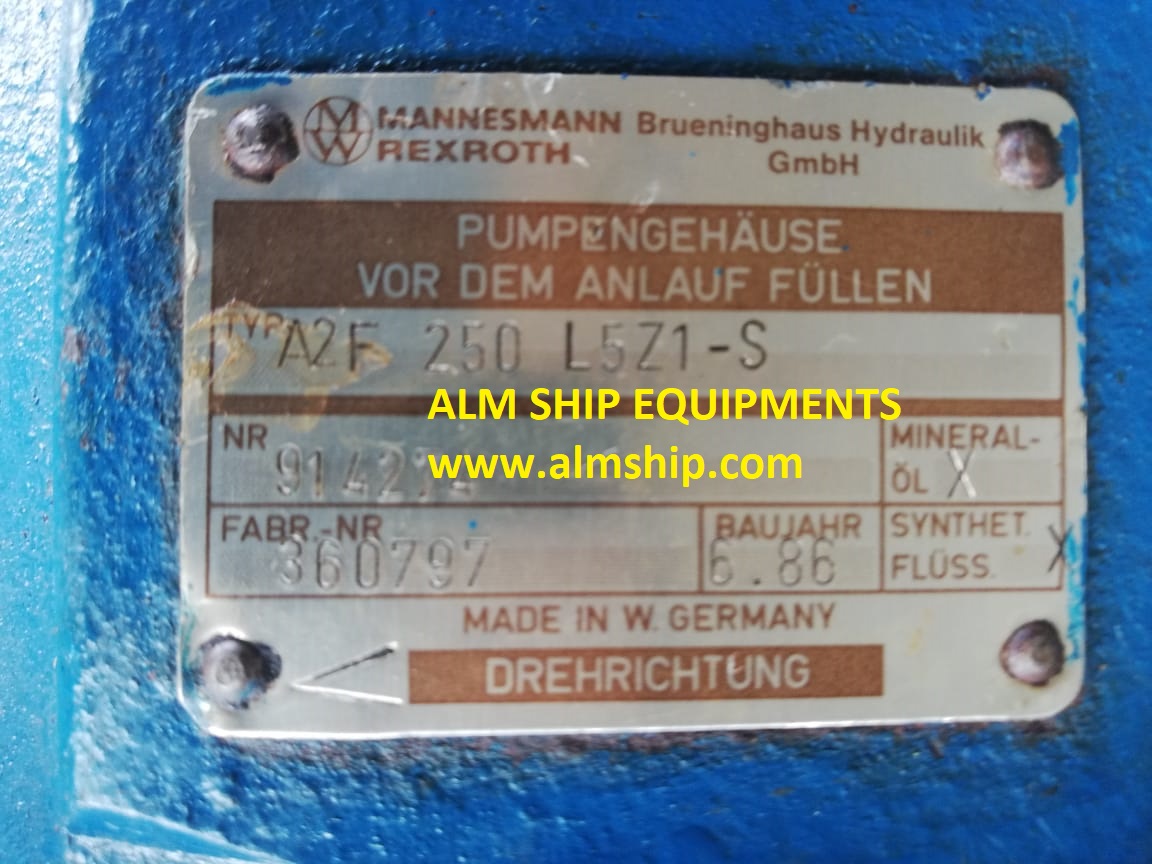 MANNESMANN REXROTH Brueninghaus Hydraulik GmbH
PUMPENGEHÄUSE
VOR DEM ANLAUF FÜLLEN
TYP A2F 250 L5Z1-S
ALM SHIP EQUIPMENTS
www.almship.com
NR
MINERAL-
ÖL X
FABR.-NR 360797
BAUJAHR 6.86
SYNTHET.
FLÜSS. X
MADE IN W. GERMANY
DREHRICHTUNG